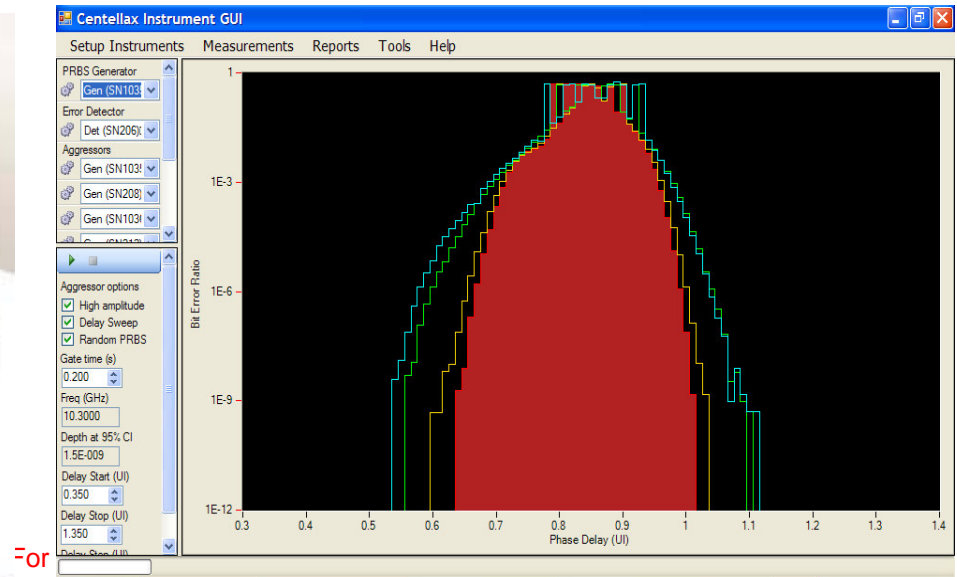 Centellax Instrument GUI
Setup Instruments Measurements Reports Tools Help
PRBS Generator
Gen (SN103
Error Detector
Det (SN206)(
Aggressors
Gen (SN103
Gen (SN208)
Gen (SN103
Aggressor options
High amplitude
Delay Sweep
Random PRBS
Gate time (s)
0.200
Freq (GHz)
10.3000
Depth at 95% CI
1.5E-009
Delay Start (UI)
0.350
Delay Stop (UI)
1.350
Delay Step (UI)
Bit Error Ratio
1
1E-3
1E-6
1E-9
1E-12
0.3 0.4 0.5 0.6 0.7 0.8 0.9 1 1.1 1.2 1.3 1.4
Phase Delay (UI)
For